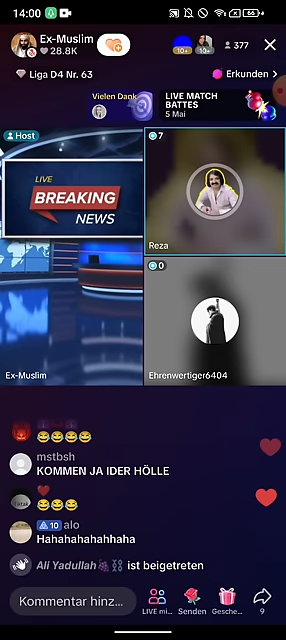 14:00
86%
Ex-Muslim
28.8K
10+
10+
377
Liga D4 Nr. 63
Erkunden
Vielen Dank
LIVE MATCH
BATTES
5 Mai
Host
7
LIVE
BREAKING
NEWS
Reza
0
Ex-Muslim
Ehrenwertiger6404
😂😂😂😂
mstbsh
KOMMEN JA IDER HÖLLE
❤️
😂😂😂
10 alo
Hahahahahahhaha
Ali Yadullah🍇⛓️ ist beigetreten
Kommentar hinz...
LIVE mi...
Senden
Gesche...
9